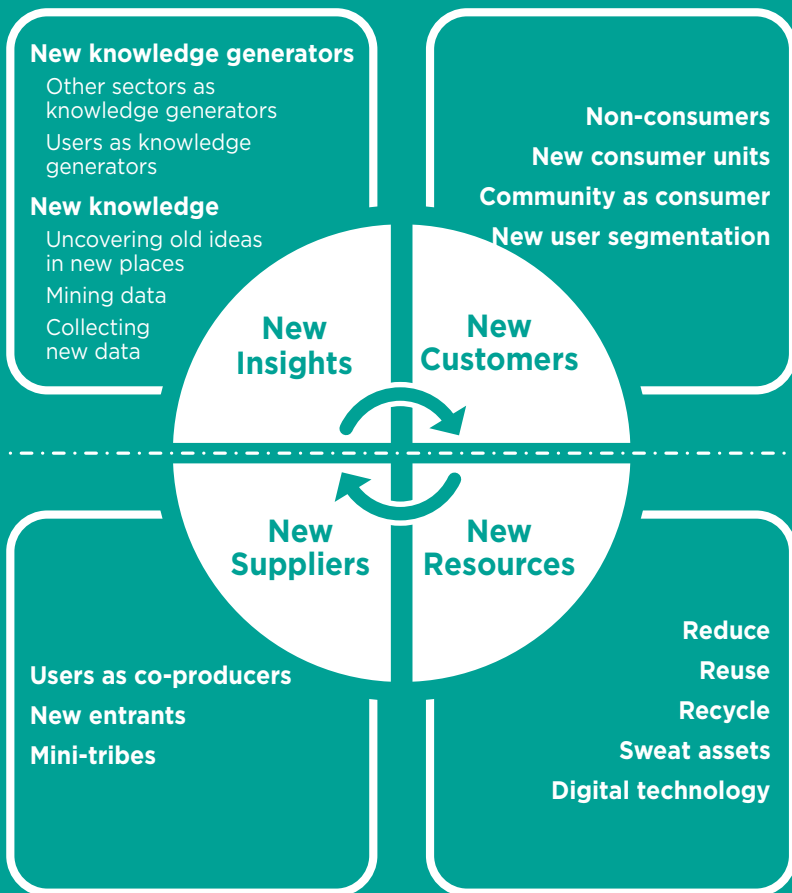 New knowledge generators
Other sectors as
knowledge generators
Users as knowledge
generators
New knowledge
Uncovering old ideas
in new places
Mining data
Collecting
new data
Non-consumers
New consumer units
Community as consumer
New user segmentation
New
Insights
New
Customers
New
Suppliers
New
Resources
Users as co-producers
New entrants
Mini-tribes
Reduce
Reuse
Recycle
Sweat assets
Digital technology